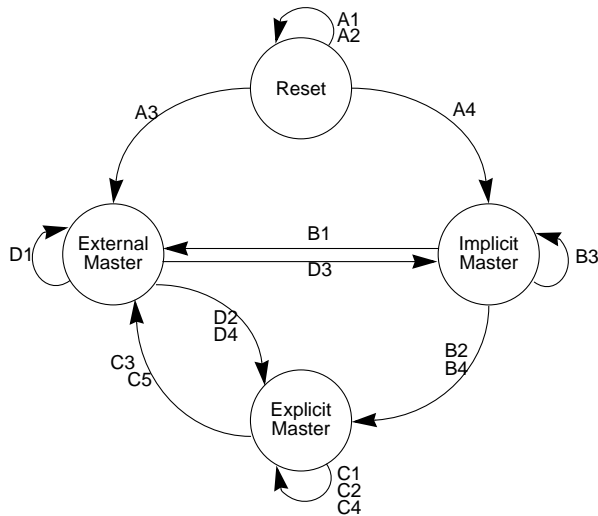 A1
A2
Reset
A3
A4
External
Master
Implicit
Master
B1
D3
D1
B3
D2
D4
B2
B4
C3
C5
Explicit
Master
C1
C2
C4